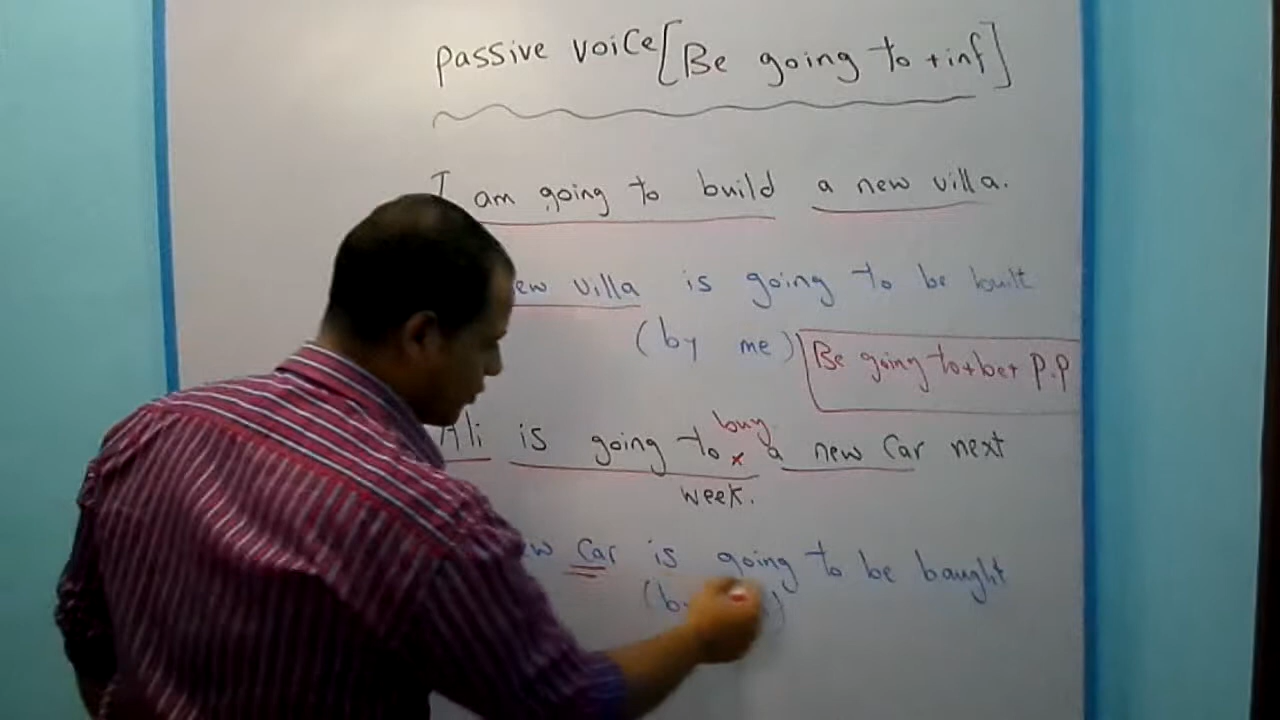 passive voice [Be going to + inf]
I am going to build a new villa.
ew villa is going to be built
(by me)
Be going to + be + p.p
buy
Ali is going to x a new Car next
week.
w Car is going to be baught